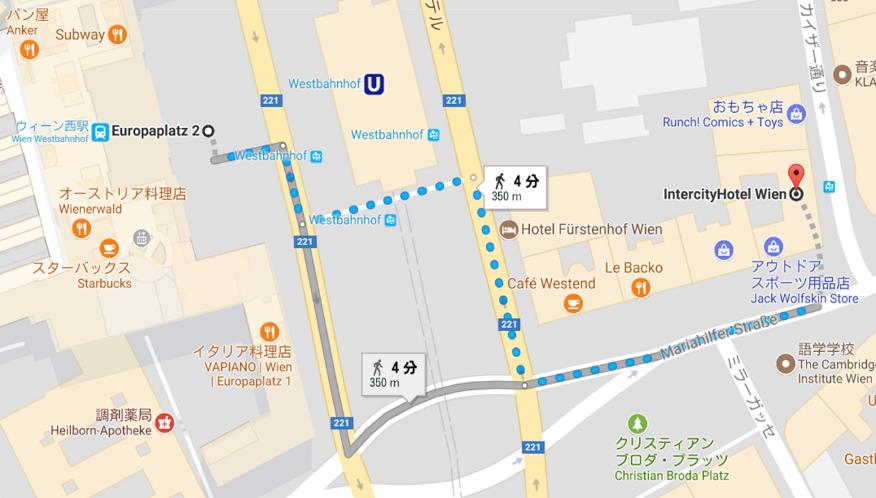 パン屋
Anker
Subway
テル
カイザー通り
音楽
KLA
221
221
Westbahnhof U
おもちゃ店
Runch! Comics + Toys
ウィーン西駅
Wien Westbahnhof
Europaplatz 2
Westbahnhof
Westbahnhof
4 分
350 m
IntercityHotel Wien
オーストリア料理店
Wienerwald
Westbahnhof
Hotel Fürstenhof Wien
221
スターバックス
Starbucks
Café Westend
Le Backo
アウトドア
スポーツ用品店
Jack Wolfskin Store
221
Mariahilfer Straße
イタリア料理店
VAPIANO | Wien
| Europaplatz 1
4 分
350 m
語学学校
The Cambridge
Institute Wien
ミラーガッセ
調剤薬局
Heilborn-Apotheke
221
221
クリスティアン
ブロダ・プラッツ
Christian Broda Platz
Gast